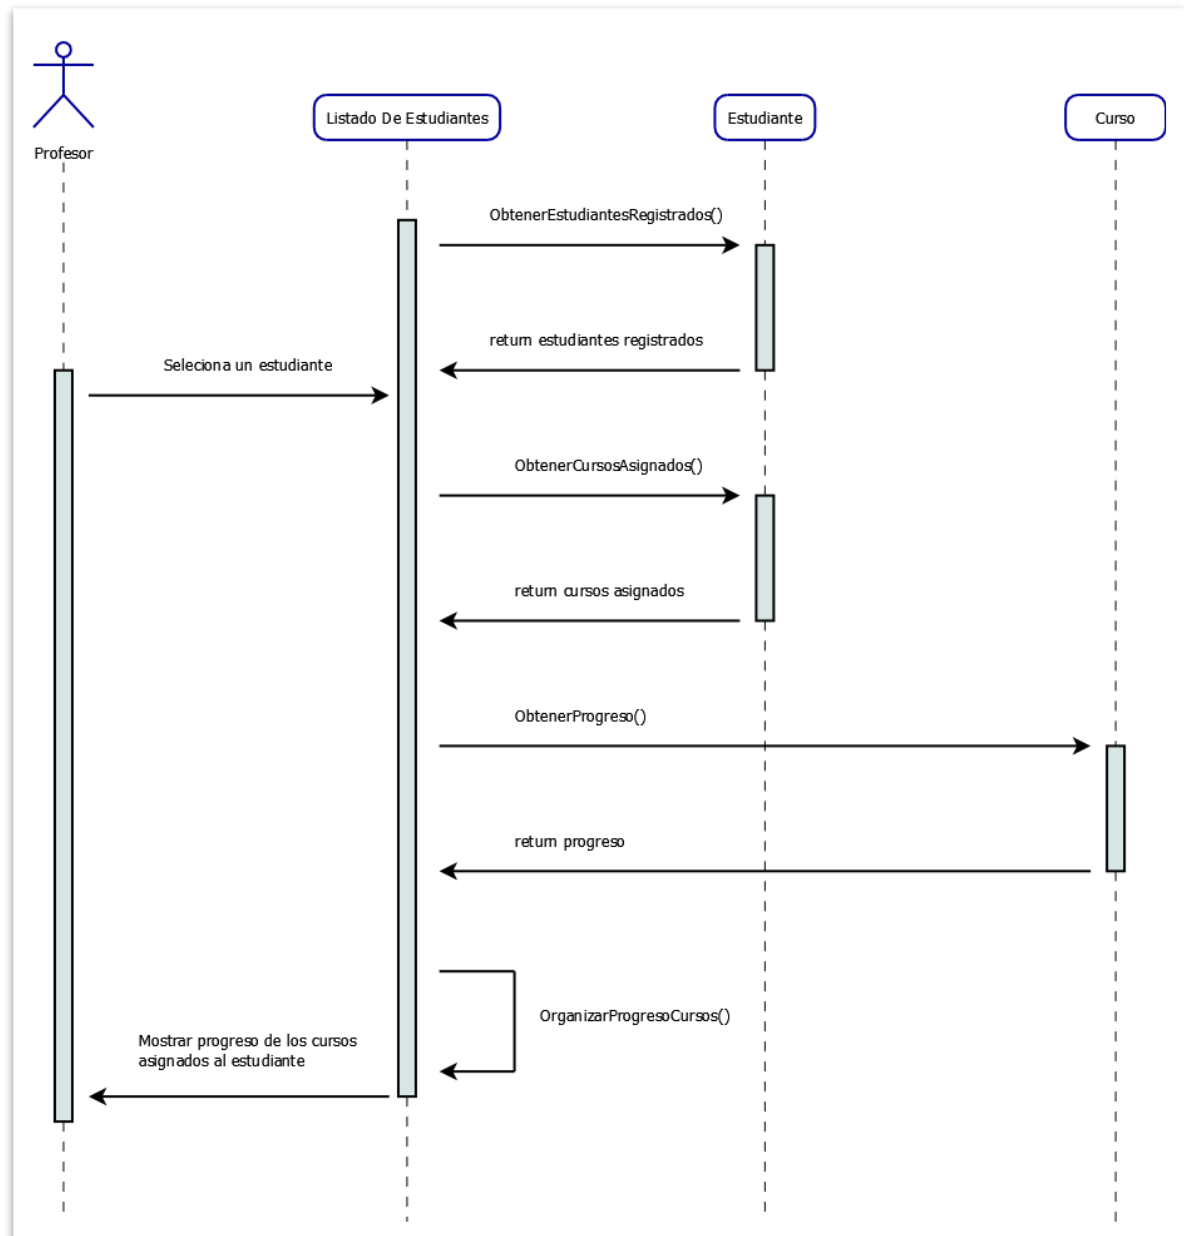 Profesor
Listado De Estudiantes
Estudiante
Curso
ObtenerEstudiantesRegistrados()
return estudiantes registrados
Seleciona un estudiante
ObtenerCursosAsignados()
return cursos asignados
ObtenerProgreso()
return progreso
OrganizarProgresoCursos()
Mostrar progreso de los cursos
asignados al estudiante